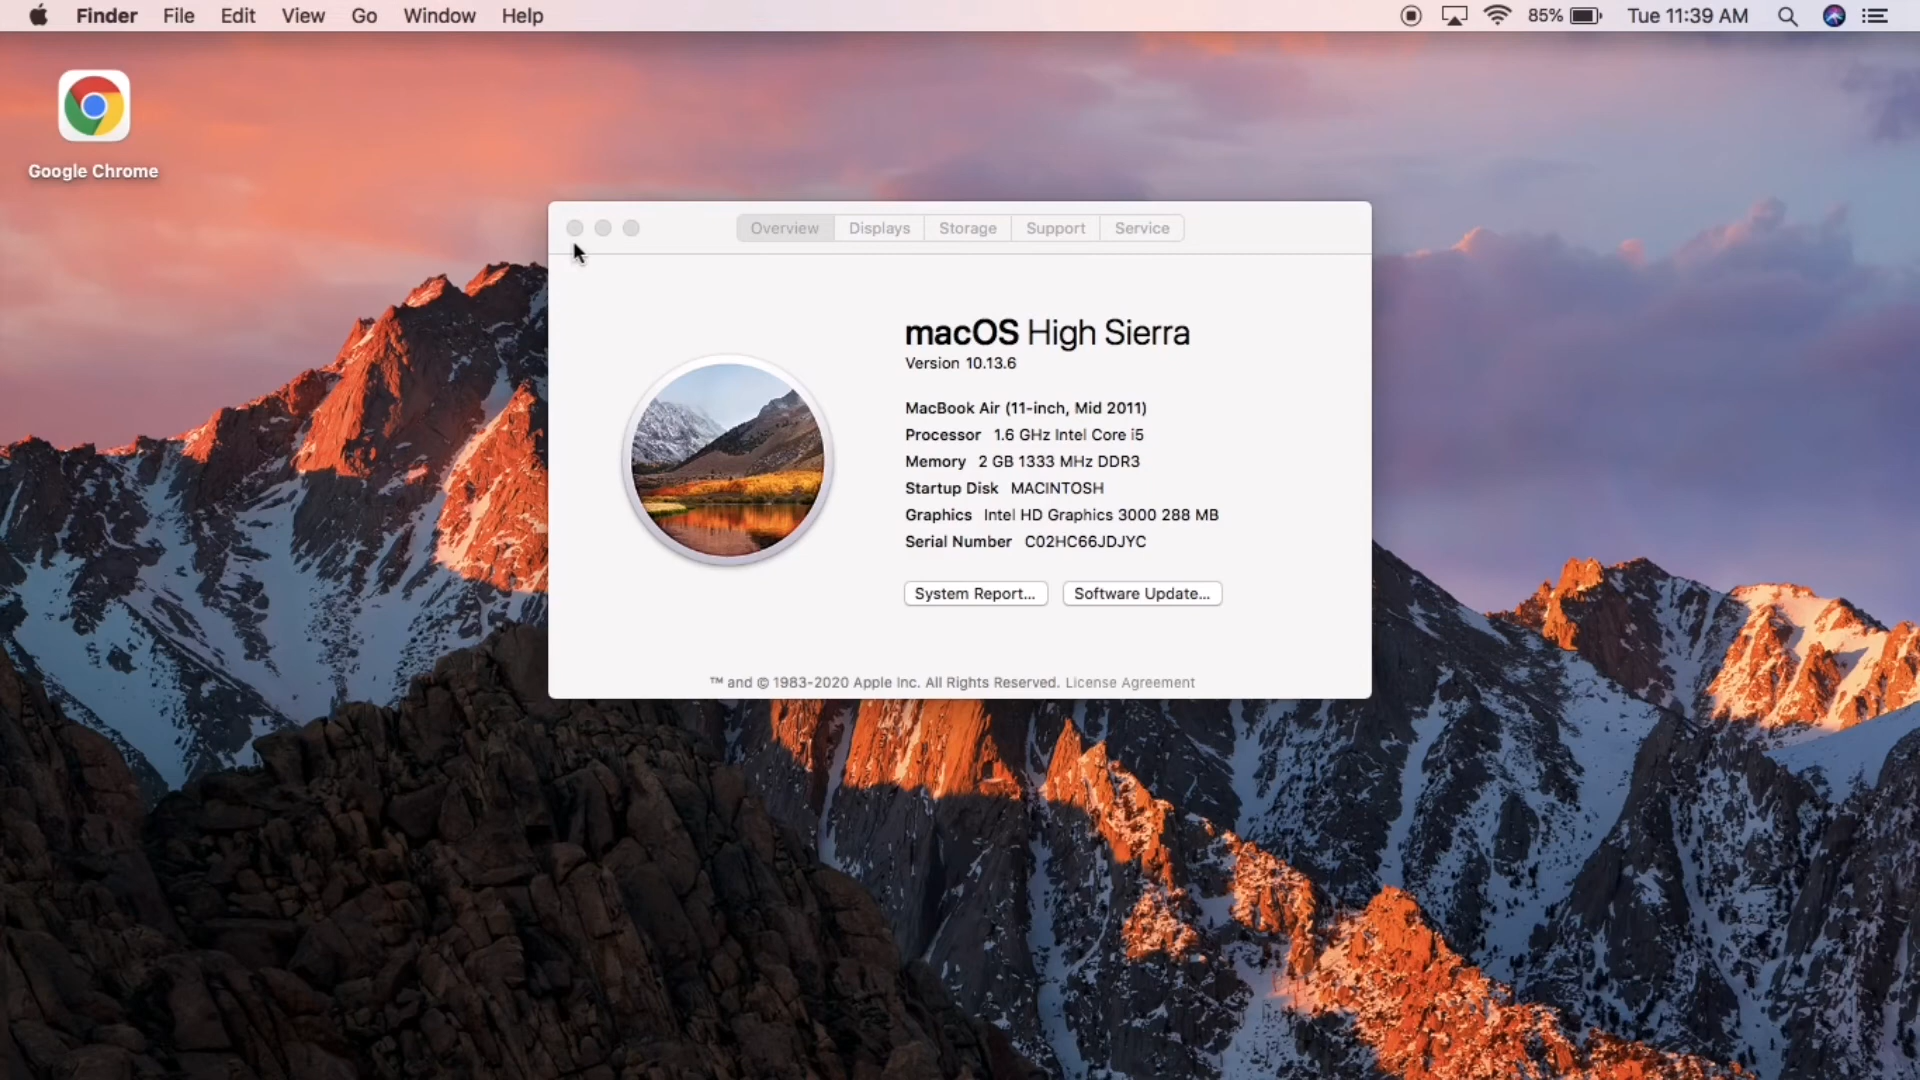 Finder File Edit View Go Window Help 85% Tue 11:39 AM
Google Chrome
Overview Displays Storage Support Service
macOS High Sierra
Version 10.13.6
MacBook Air (11-inch, Mid 2011)
Processor 1.6 GHz Intel Core i5
Memory 2 GB 1333 MHz DDR3
Startup Disk MACINTOSH
Graphics Intel HD Graphics 3000 288 MB
Serial Number C02HC66JDJYC
System Report... Software Update...
™ and © 1983-2020 Apple Inc. All Rights Reserved. License Agreement